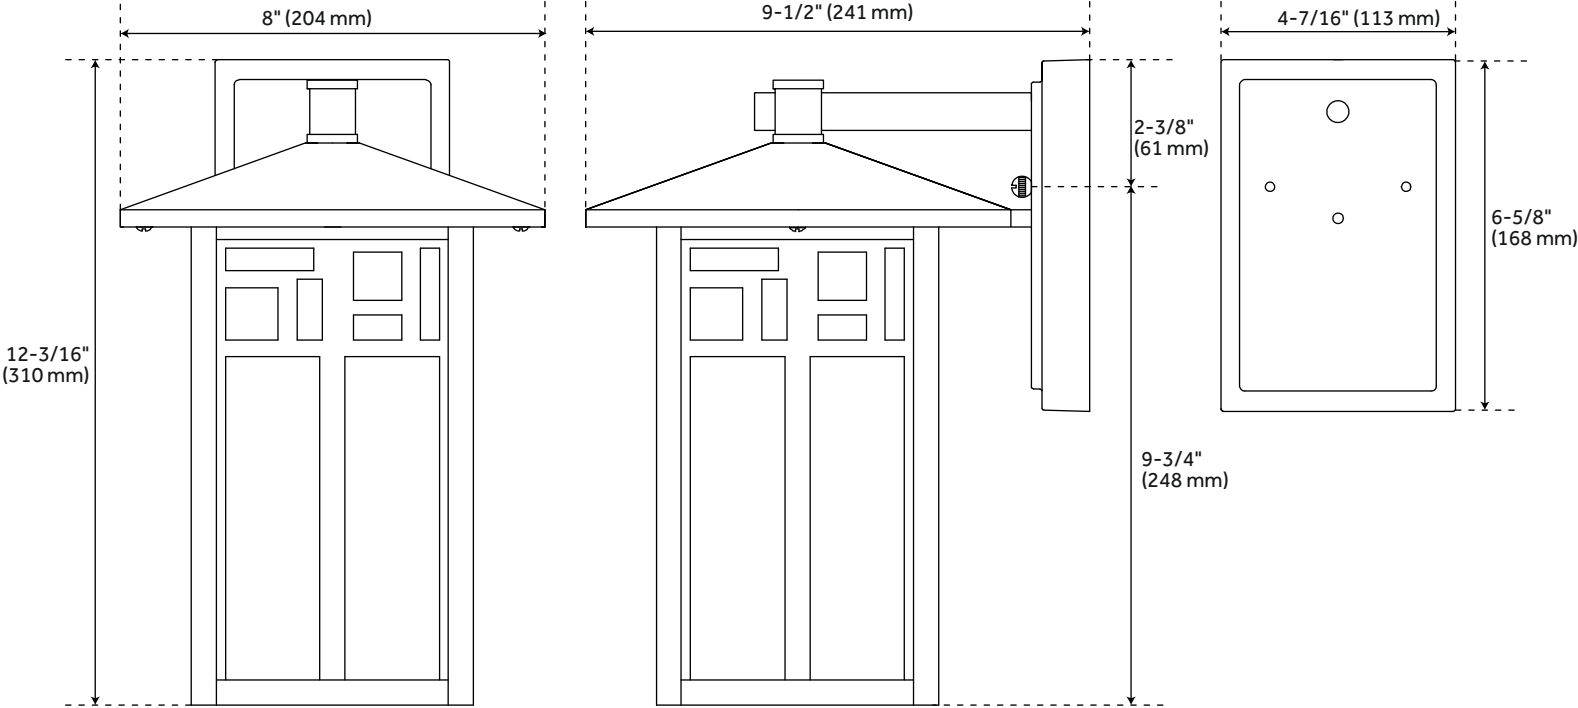 8" (204 mm)
9-1/2" (241 mm)
4-7/16" (113 mm)
2-3/8"
(61 mm)
6-5/8"
(168 mm)
12-3/16"
(310 mm)
9-3/4"
(248 mm)